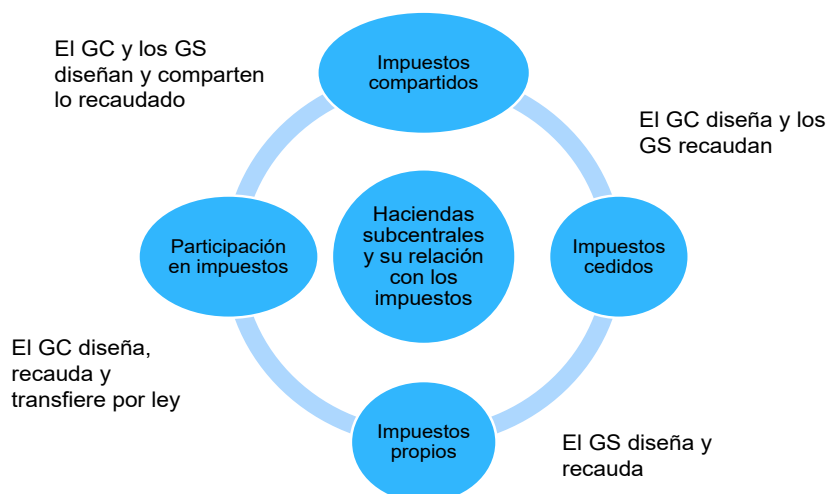 El GC y los GS
diseñan y comparten
lo recaudado
Impuestos
compartidos
El GC diseña y los
GS recaudan
Participación
en impuestos
Haciendas
subcentrales
y su relación
con los
impuestos
Impuestos
cedidos
El GC diseña,
recauda y
transfiere por ley
Impuestos
propios
El GS diseña y
recauda